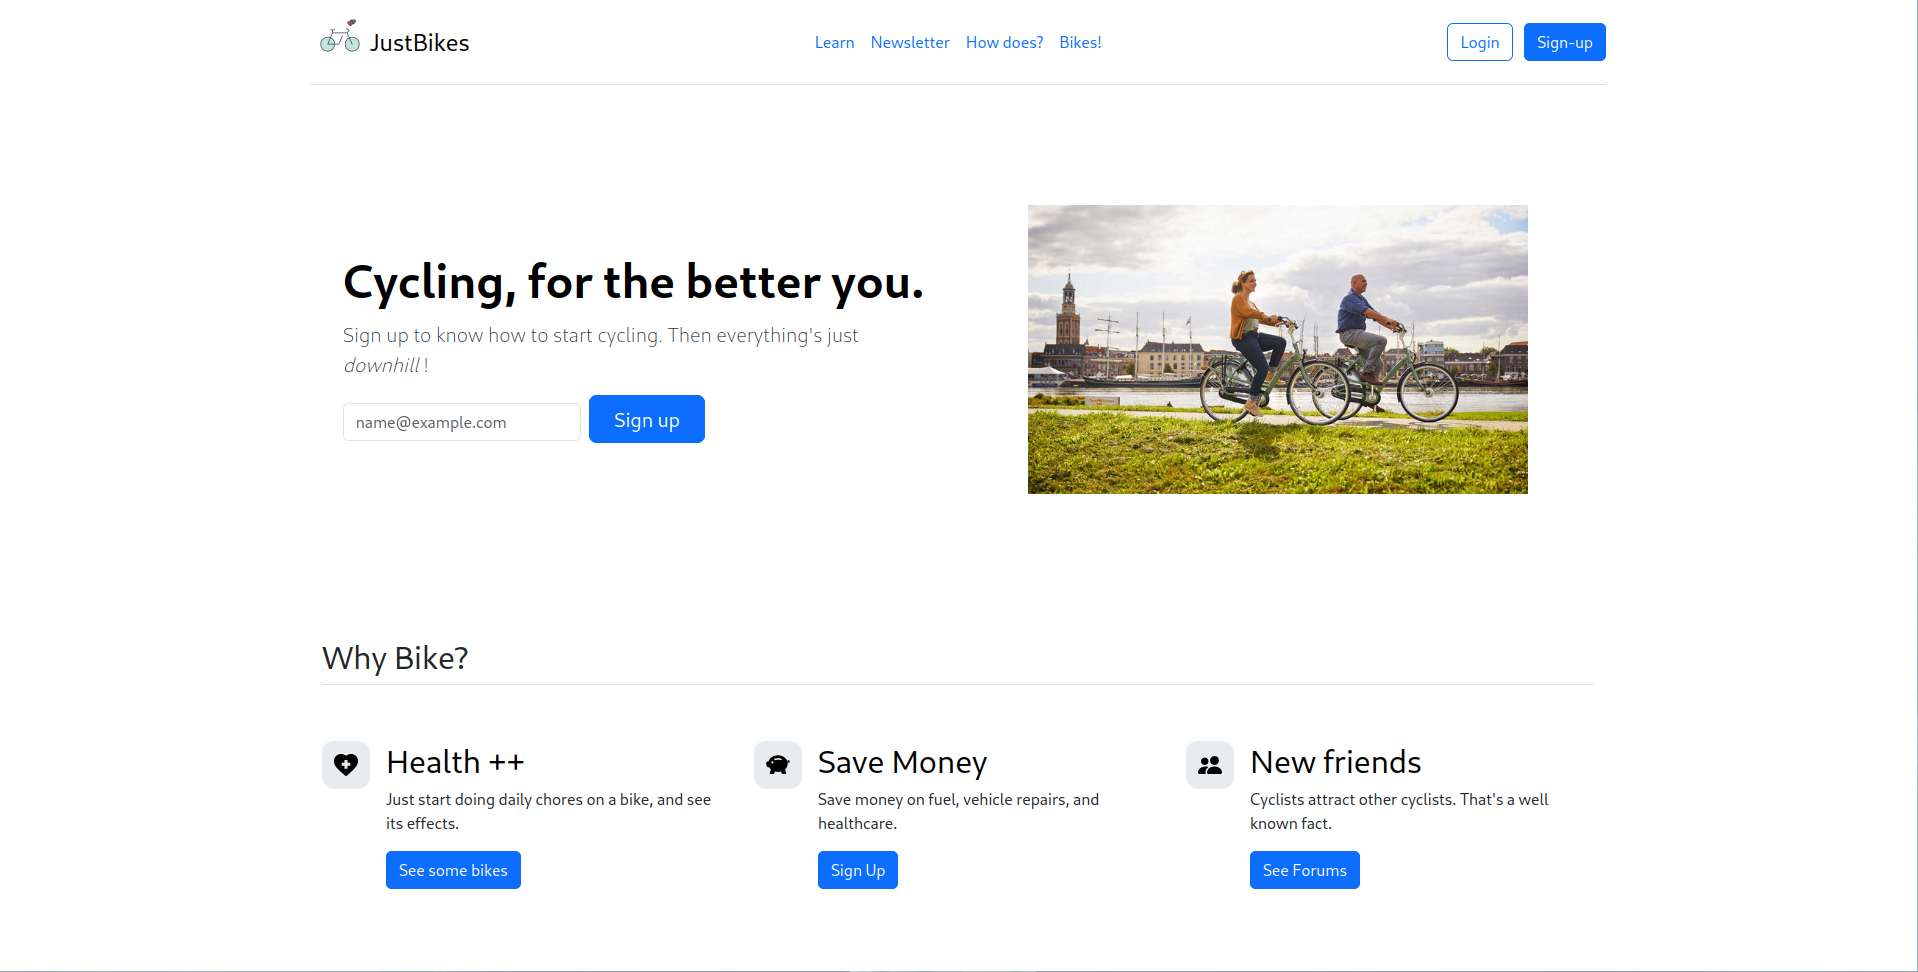 JustBikes
Learn Newsletter How does? Bikes!
Login Sign-up
Cycling, for the better you.
Sign up to know how to start cycling. Then everything's just
downhill !
name@example.com Sign up
Why Bike?
Health ++
Just start doing daily chores on a bike, and see
its effects.
See some bikes
Save Money
Save money on fuel, vehicle repairs, and
healthcare.
Sign Up
New friends
Cyclists attract other cyclists. That's a well
known fact.
See Forums